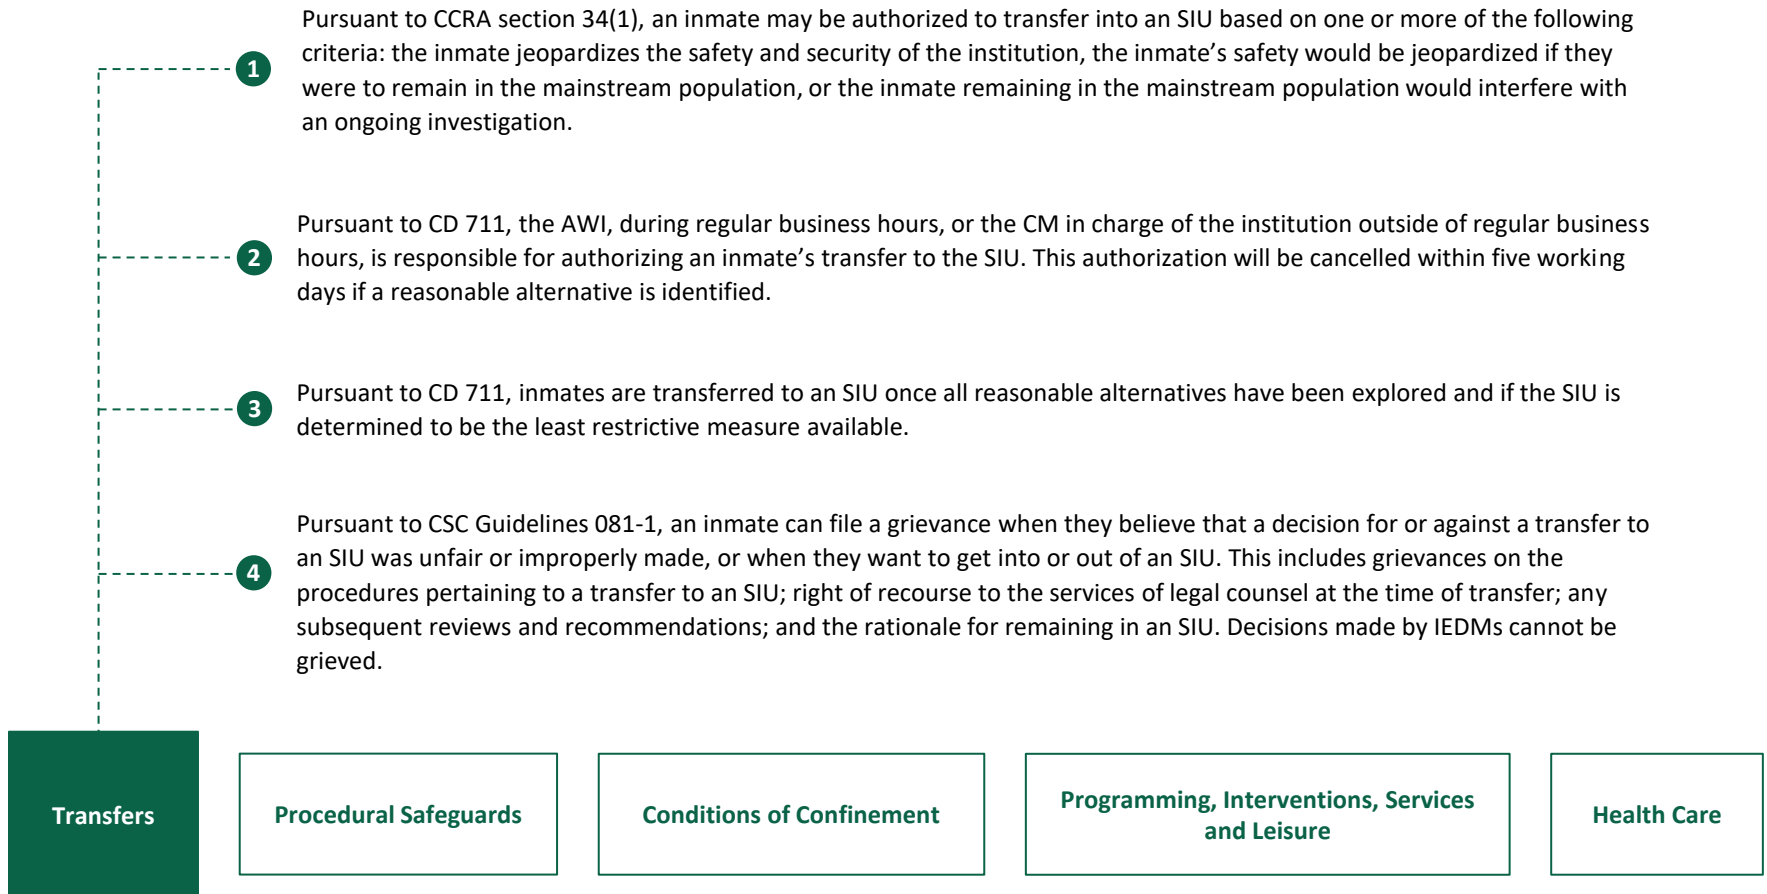 1
Pursuant to CCRA section 34(1), an inmate may be authorized to transfer into an SIU based on one or more of the following
criteria: the inmate jeopardizes the safety and security of the institution, the inmate’s safety would be jeopardized if they
were to remain in the mainstream population, or the inmate remaining in the mainstream population would interfere with
an ongoing investigation.
2
Pursuant to CD 711, the AWI, during regular business hours, or the CM in charge of the institution outside of regular business
hours, is responsible for authorizing an inmate’s transfer to the SIU. This authorization will be cancelled within five working
days if a reasonable alternative is identified.
3
Pursuant to CD 711, inmates are transferred to an SIU once all reasonable alternatives have been explored and if the SIU is
determined to be the least restrictive measure available.
4
Pursuant to CSC Guidelines 081-1, an inmate can file a grievance when they believe that a decision for or against a transfer to
an SIU was unfair or improperly made, or when they want to get into or out of an SIU. This includes grievances on the
procedures pertaining to a transfer to an SIU; right of recourse to the services of legal counsel at the time of transfer; any
subsequent reviews and recommendations; and the rationale for remaining in an SIU. Decisions made by IEDMs cannot be
grieved.
Transfers
Procedural Safeguards
Conditions of Confinement
Programming, Interventions, Services
and Leisure
Health Care